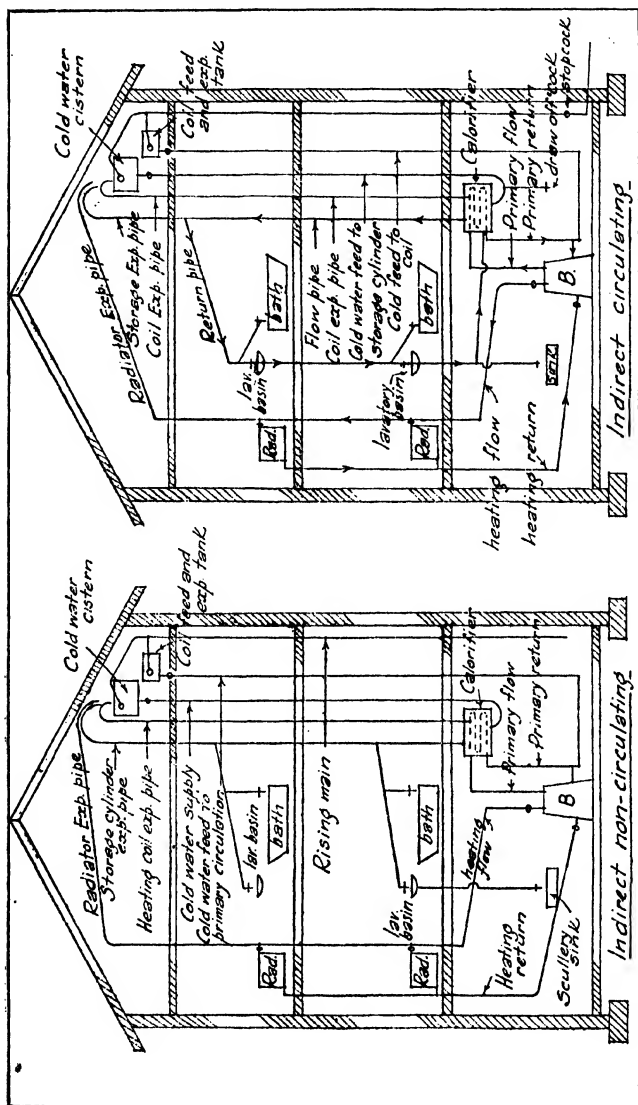 Cold water
cistern
Coil feed and
exp. tank
Radiator Exp. pipe
Storage cylinder
exp. pipe
Heating coil exp. pipe
Cold water supply
Cold water feed to
primary circulation
lav. basin
bath
Rising main
Rad.
lav.
basin
bath
Rad.
heating
flow
Calorifier
Primary flow
Primary return
Heating
return
B
Scullery
sink
Indirect non-circulating
Cold water
cistern
Coil feed
and exp.
tank
Radiator Exp. pipe
Storage Exp. pipe
Coil Exp. pipe
Return pipe
lav.
basin
bath
Rad.
Flow pipe
Coil exp. pipe
Cold water feed to
storage cylinder
Cold feed to
coil
lavatory
basin
bath
Rad.
Calorifier
Primary flow
Primary return
draw off cock
stopcock
B.
sink
heating flow
heating return
Indirect circulating